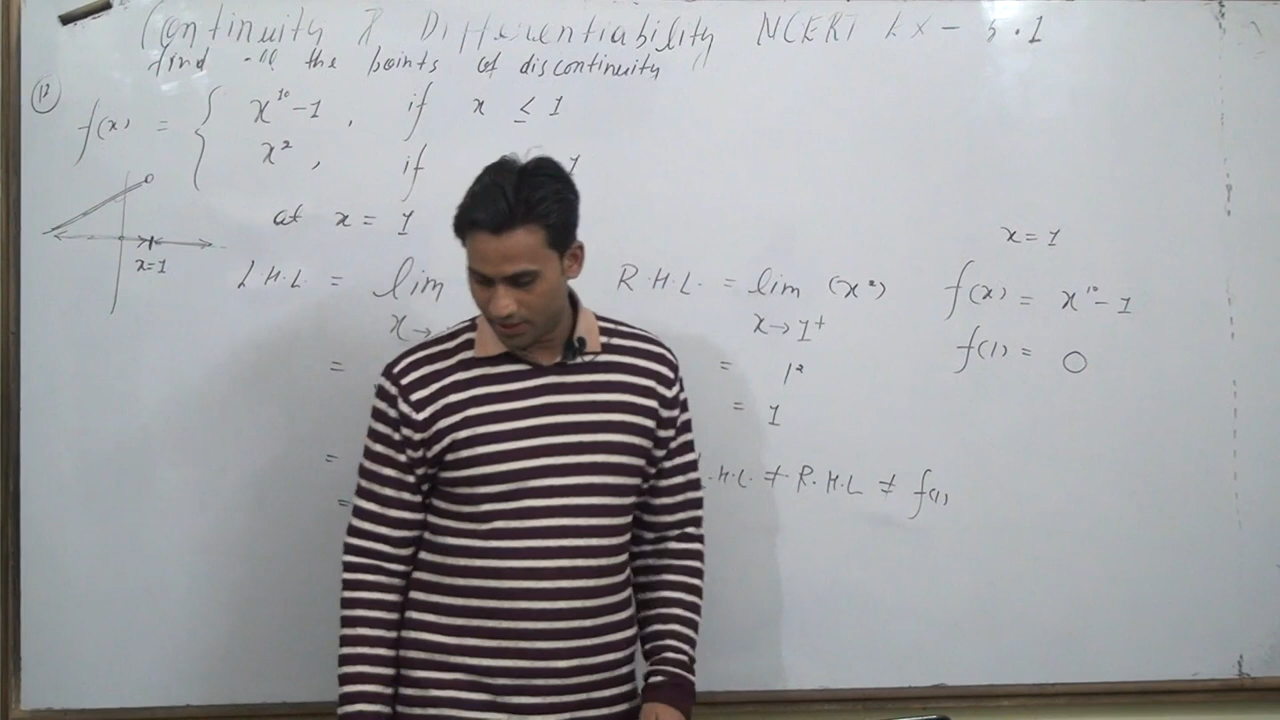 Continuity & Differentiability NCERT EX - 5.1
find all the points of discontinuity
12
f(x) = { x¹⁰-1 , if x ≤ 1
x² , if 1
at x = 1
x=1
L.H.L. = lim
x→
=
=
=
R.H.L. = lim (x²)
x→1⁺
= 1²
= 1
.H.L. ≠ R.H.L ≠ f(1)
x=1
f(x) = x¹⁰-1
f(1) = 0